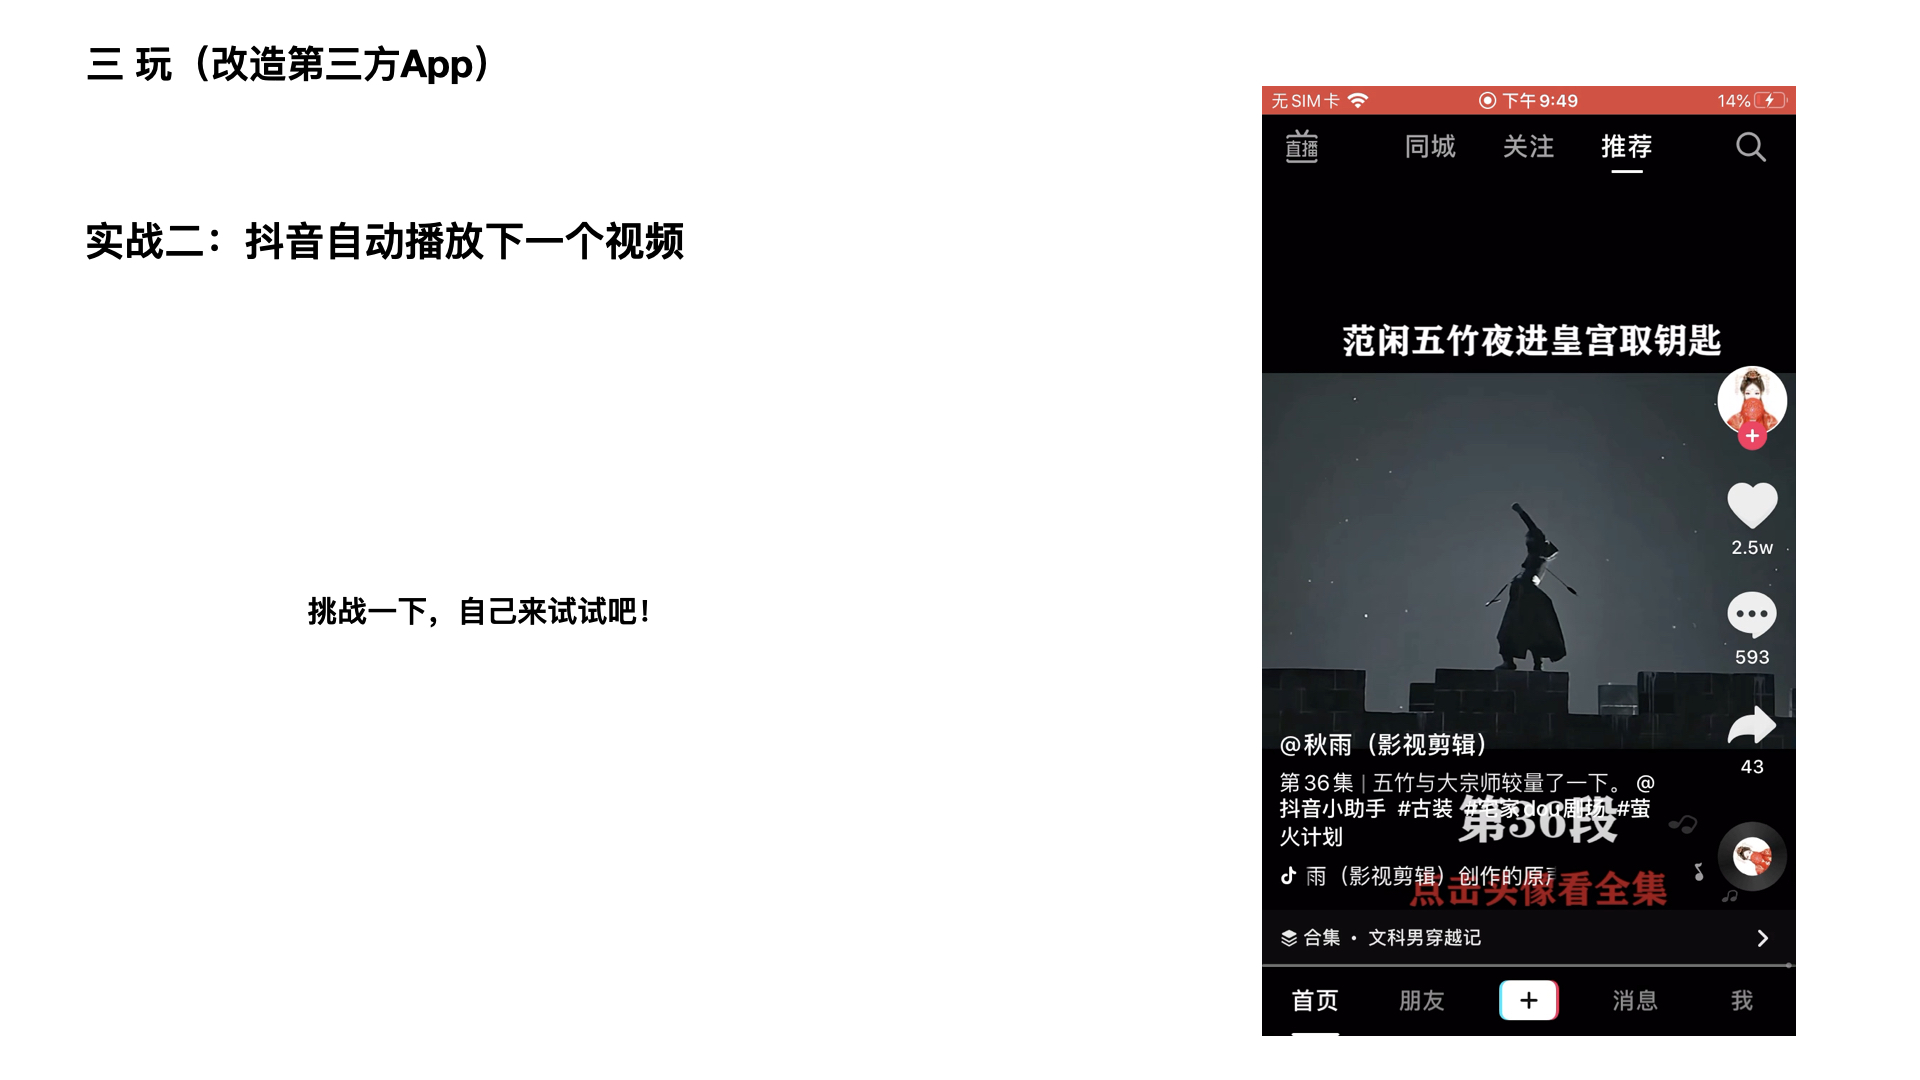 三 玩（改造第三方App）
实战二：抖音自动播放下一个视频
挑战一下，自己来试试吧！
无SIM卡 下午9:49 14%
直播 同城 关注 推荐
范闲五竹夜进皇宫取钥匙
2.5w
593
43
@秋雨（影视剪辑）
第36集 | 五竹与大宗师较量了一下。 @
抖音小助手 #古装 #宅家dou剧场 #萤
火计划
第36段
雨（影视剪辑）创作的原
点击头像看全集
合集 · 文科男穿越记
首页 朋友 消息 我